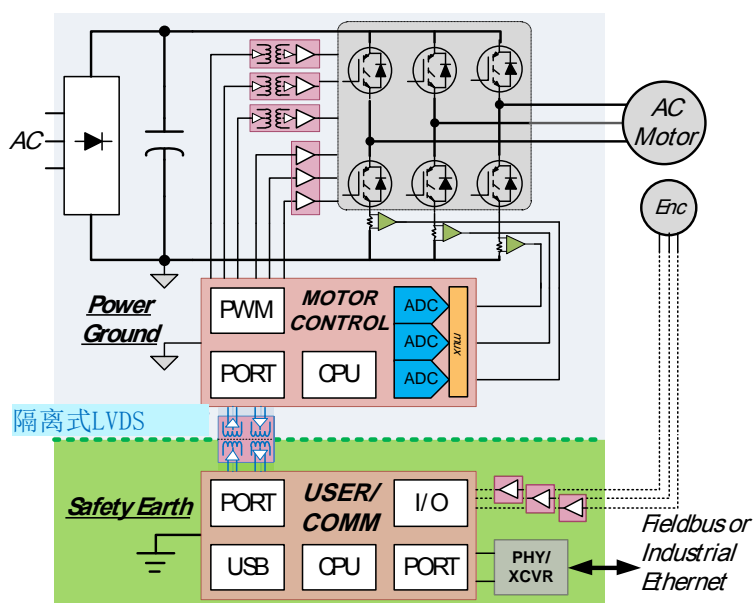 AC
AC
Motor
Enc
Power
Ground
PWM
MOTOR
CONTROL
ADC
ADC
ADC
mux
PORT
CPU
隔离式LVDS
Safety Earth
PORT
USER/
COMM
I/O
USB
CPU
PORT
PHY/
XCVR
Fieldbus or
Industrial
Ethernet